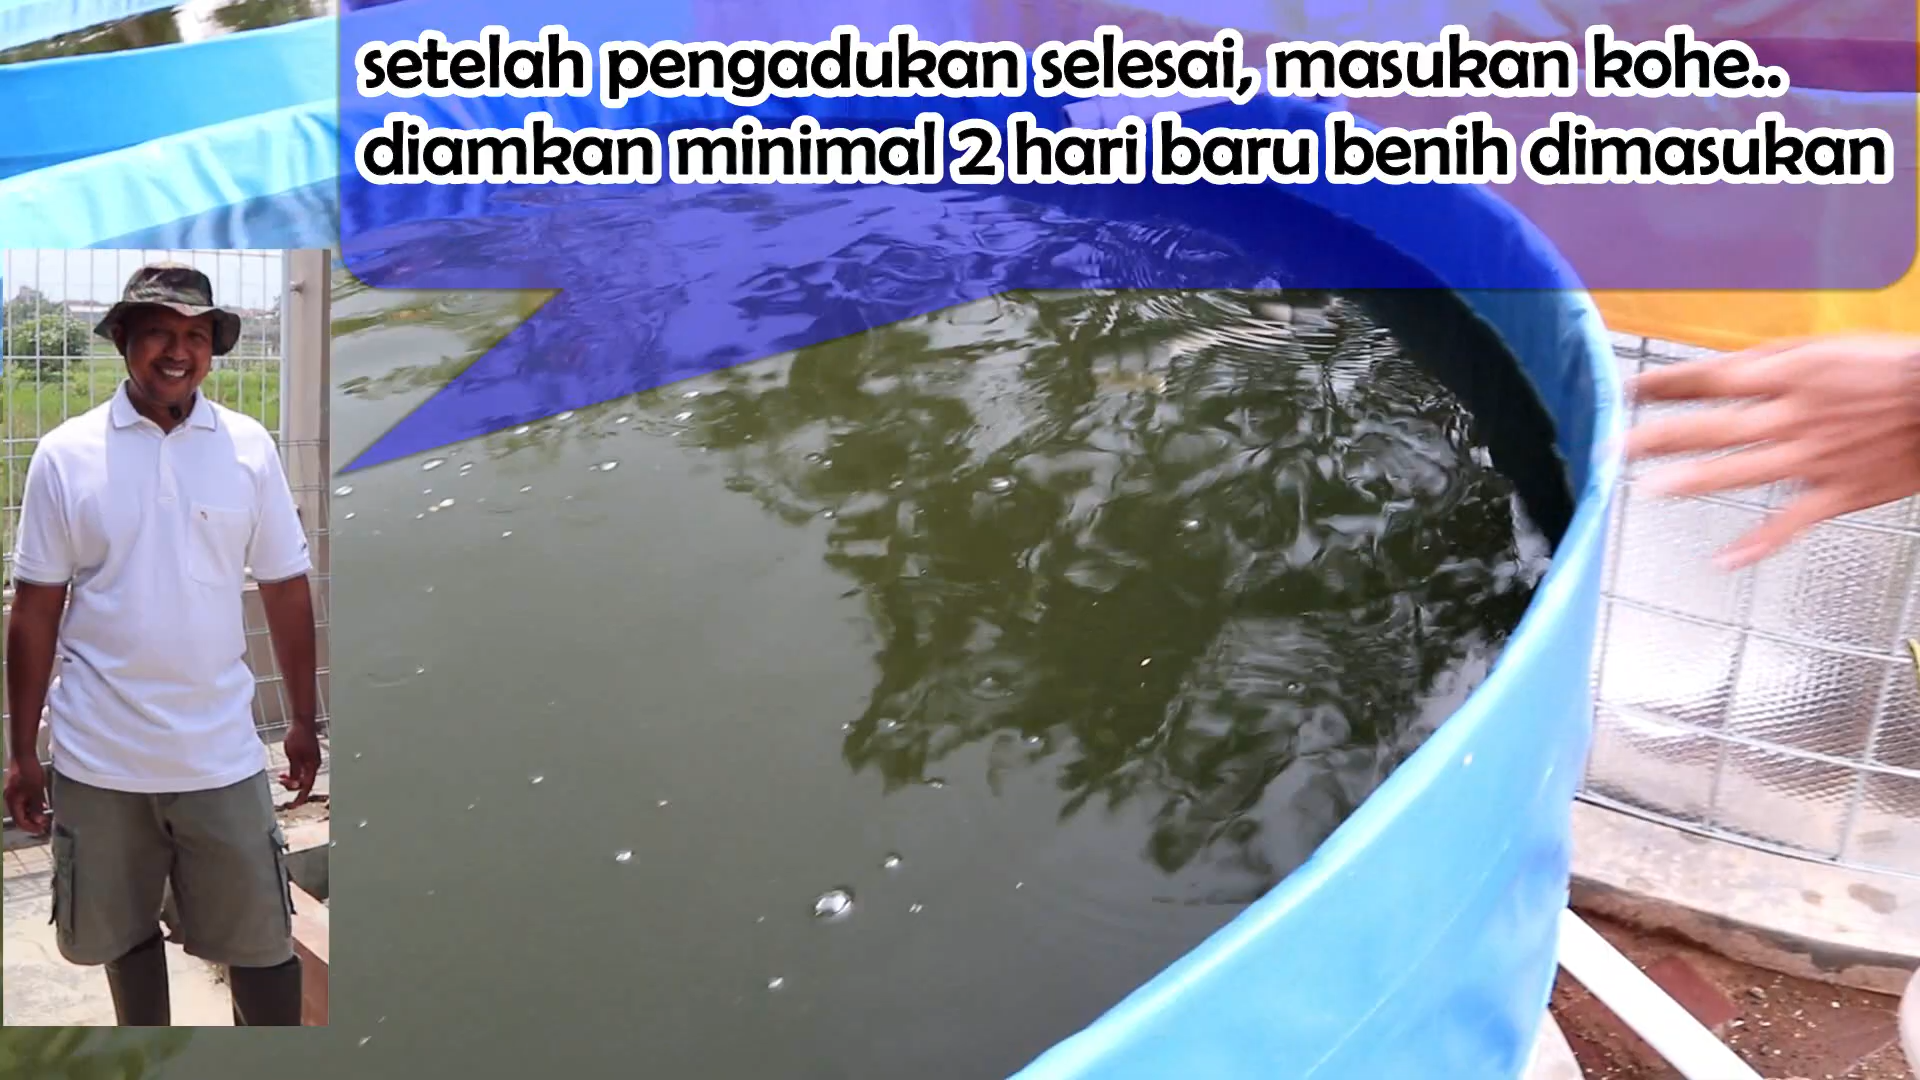 setelah pengadukan selesai, masukan kohe..
diamkan minimal 2 hari baru benih dimasukan